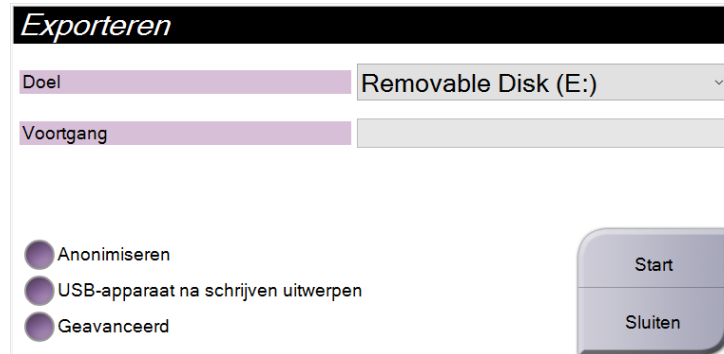 Exporteren
Doel
Removable Disk (E:)
Voortgang
Anonimiseren
USB-apparaat na schrijven uitwerpen
Geavanceerd
Start
Sluiten